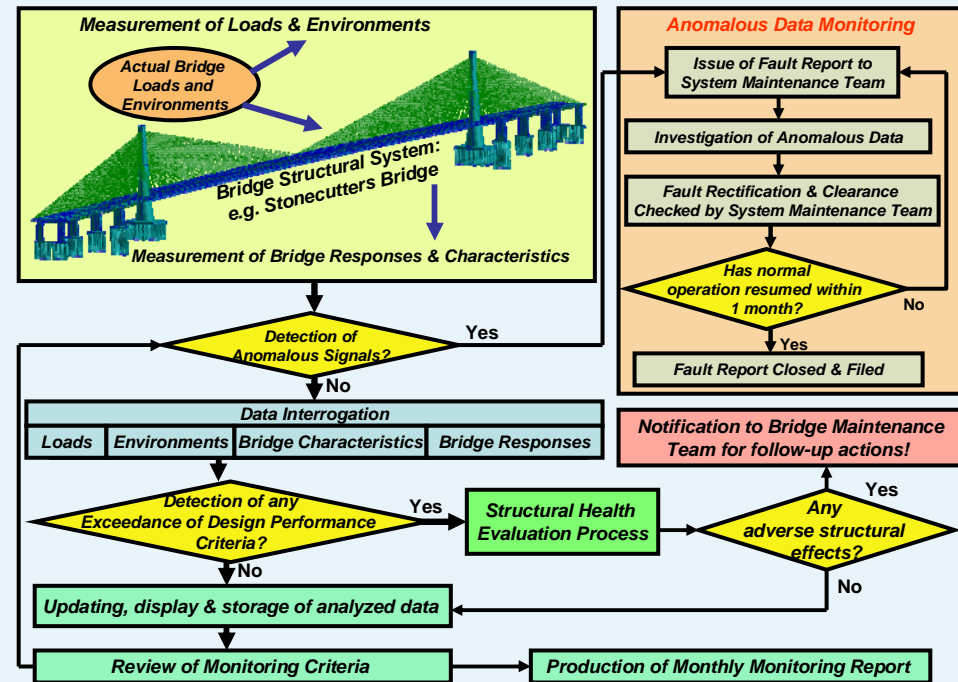 Measurement of Loads & Environments
Actual Bridge
Loads and
Environments
Bridge Structural System:
e.g. Stonecutters Bridge
Measurement of Bridge Responses & Characteristics
Anomalous Data Monitoring
Issue of Fault Report to
System Maintenance Team
Investigation of Anomalous Data
Fault Rectification & Clearance
Checked by System Maintenance Team
Has normal
operation resumed within
1 month?
No
Yes
Fault Report Closed & Filed
Detection of
Anomalous Signals?
Yes
No
Data Interrogation
Loads
Environments
Bridge Characteristics
Bridge Responses
Notification to Bridge Maintenance
Team for follow-up actions!
Detection of any
Exceedance of Design Performance
Criteria?
Yes
No
Structural Health
Evaluation Process
Any
adverse structural
effects?
Yes
No
Updating, display & storage of analyzed data
Review of Monitoring Criteria
Production of Monthly Monitoring Report